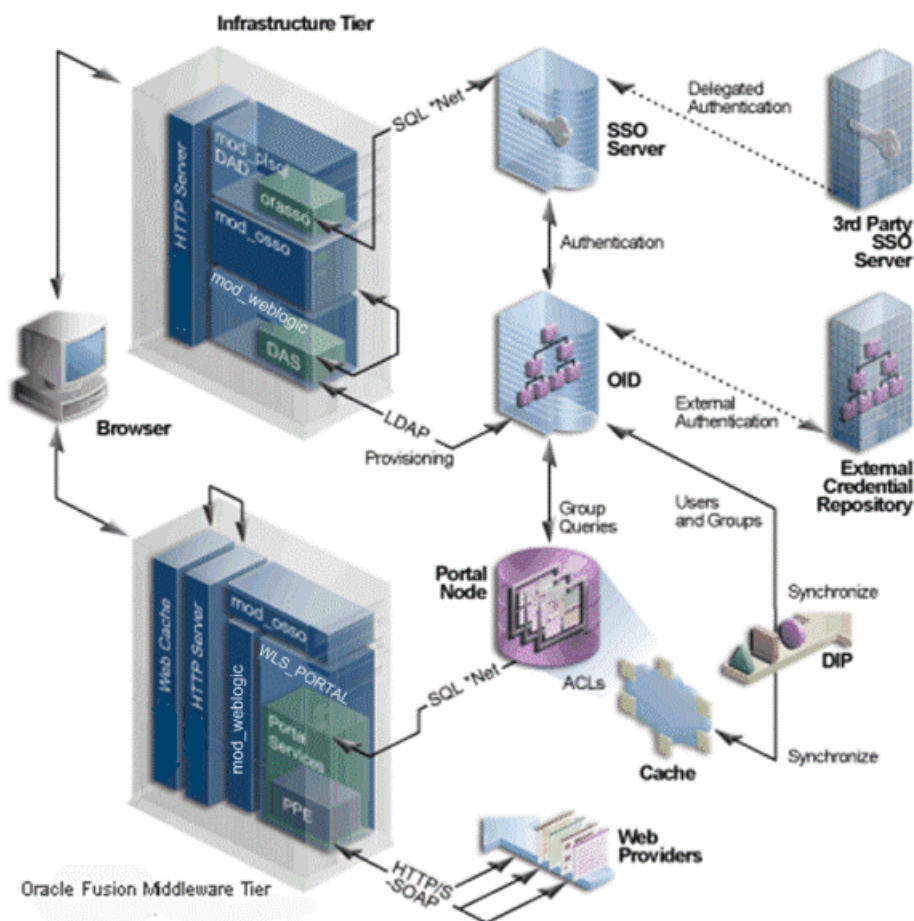 Infrastructure Tier
HTTP Server
mod_plsql
DAD
orasso
mod_osso
mod_weblogic
DAS
SQL *Net
SSO
Server
Delegated
Authentication
3rd Party
SSO
Server
Authentication
Browser
LDAP
Provisioning
OID
External
Authentication
External
Credential
Repository
Group
Queries
Users
and Groups
Portal
Node
Synchronize
DIP
Synchronize
ACLs
Cache
Web Cache
HTTP Server
mod_osso
mod_weblogic
WLS_PORTAL
Portal
Services
PPE
SQL *Net
HTTP/S
-SOAP
Web
Providers
Oracle Fusion Middleware Tier